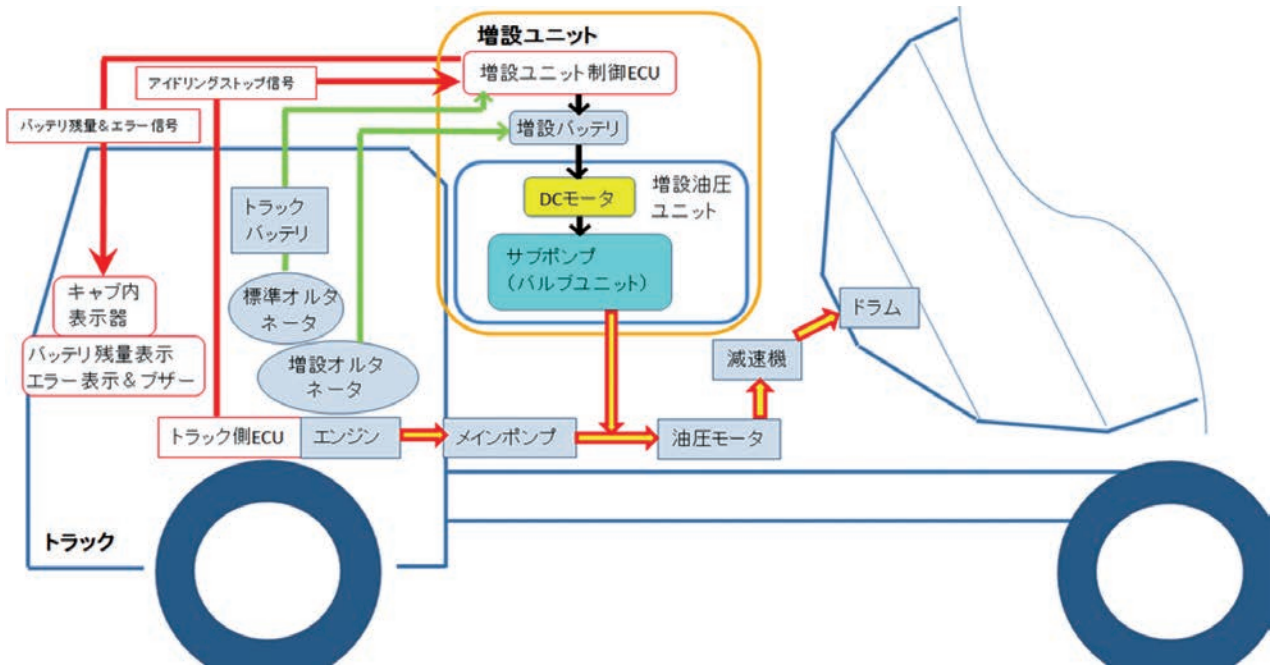 増設ユニット
増設ユニット制御ECU
アイドリングストップ信号
バッテリ残量&エラー信号
増設バッテリ
増設油圧
ユニット
DCモータ
トラック
バッテリ
サブポンプ
(バルブユニット)
キャブ内
表示器
標準オルタ
ネータ
ドラム
バッテリ残量表示
エラー表示&ブザー
増設オルタ
ネータ
減速機
トラック側ECU
エンジン
メインポンプ
油圧モータ
トラック